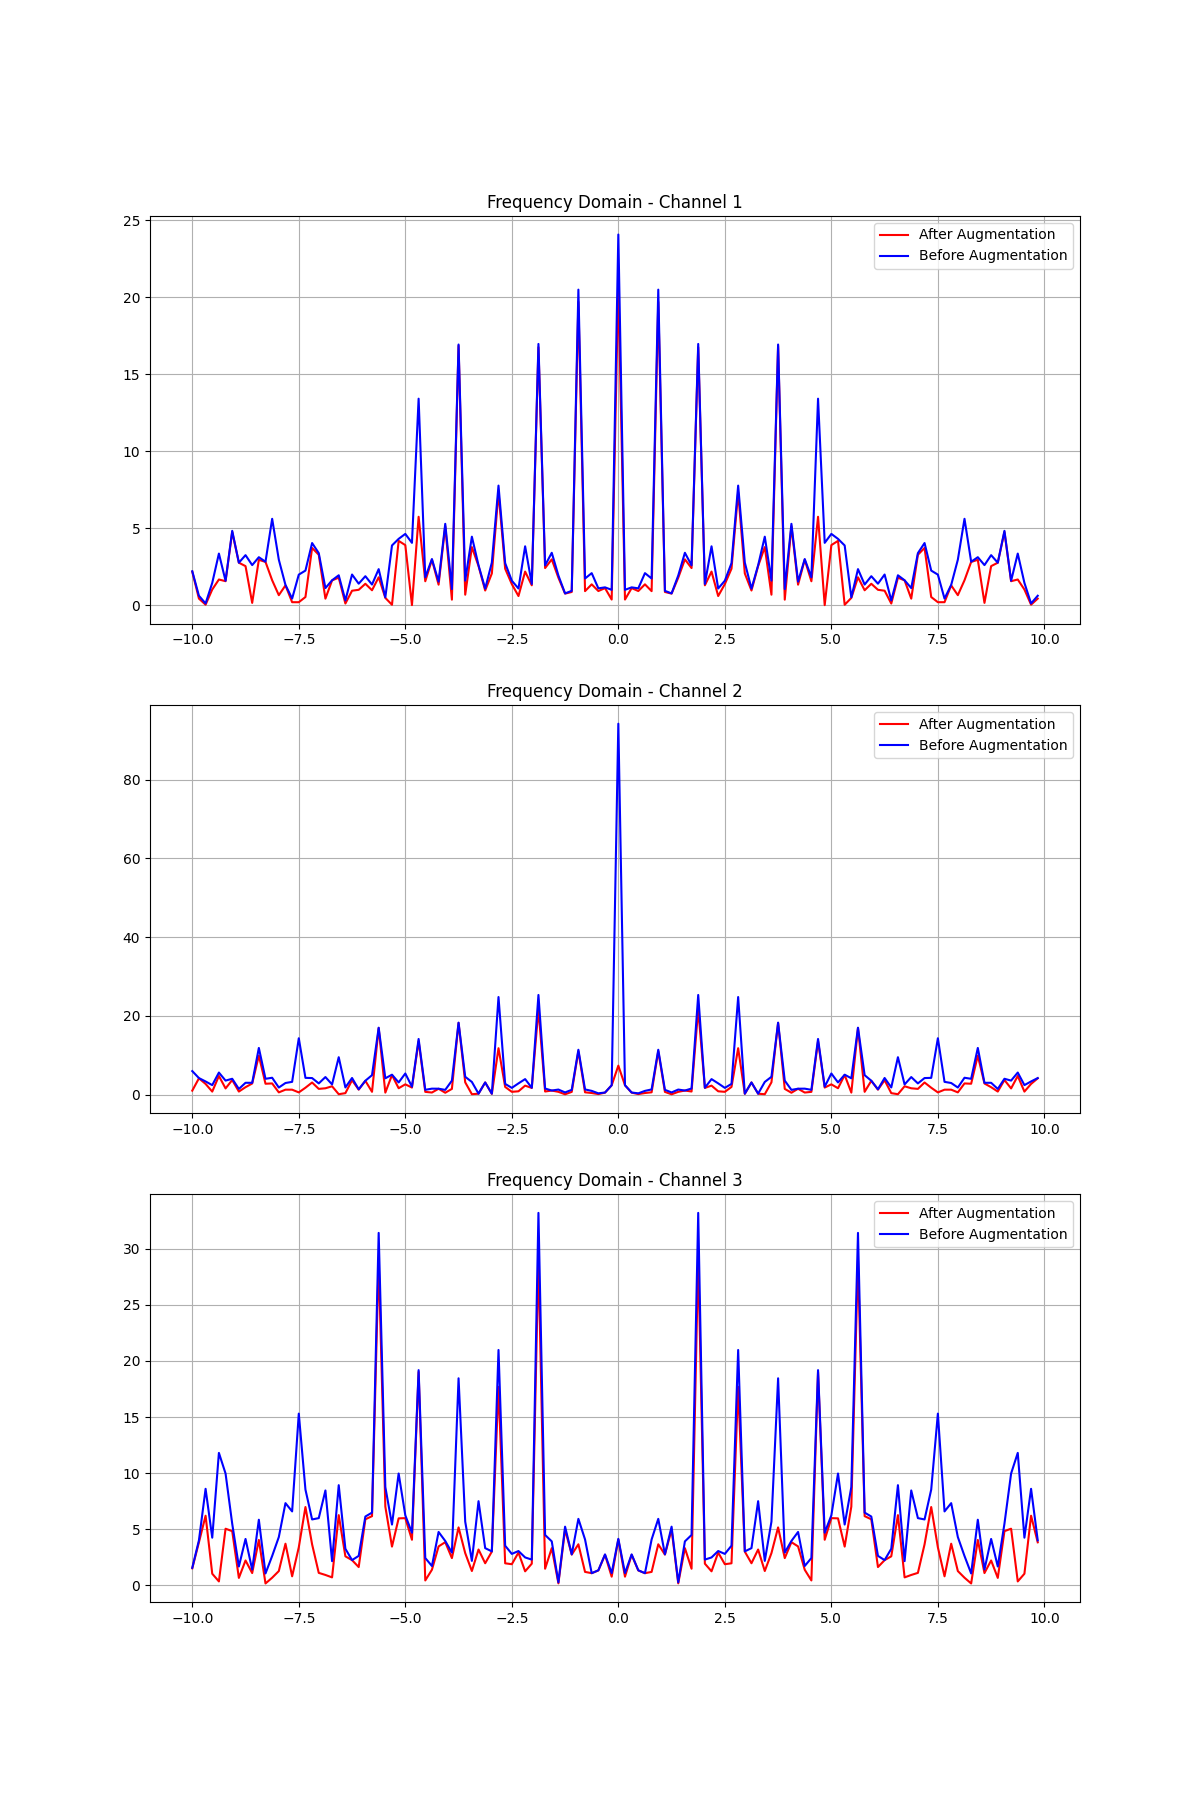 Frequency Domain - Channel 1
After Augmentation
Before Augmentation
25
20
15
10
5
0
−10.0 −7.5 −5.0 −2.5 0.0 2.5 5.0 7.5 10.0
Frequency Domain - Channel 2
After Augmentation
Before Augmentation
80
60
40
20
0
−10.0 −7.5 −5.0 −2.5 0.0 2.5 5.0 7.5 10.0
Frequency Domain - Channel 3
After Augmentation
Before Augmentation
30
25
20
15
10
5
0
−10.0 −7.5 −5.0 −2.5 0.0 2.5 5.0 7.5 10.0